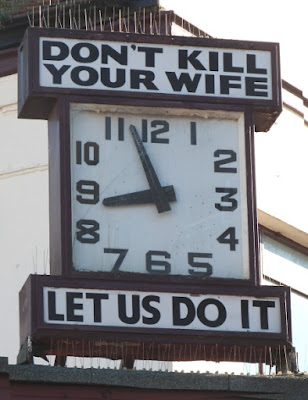 DON'T KILL
YOUR WIFE
11 12 1
10 2
9 3
8 4
7 6 5
LET US DO IT